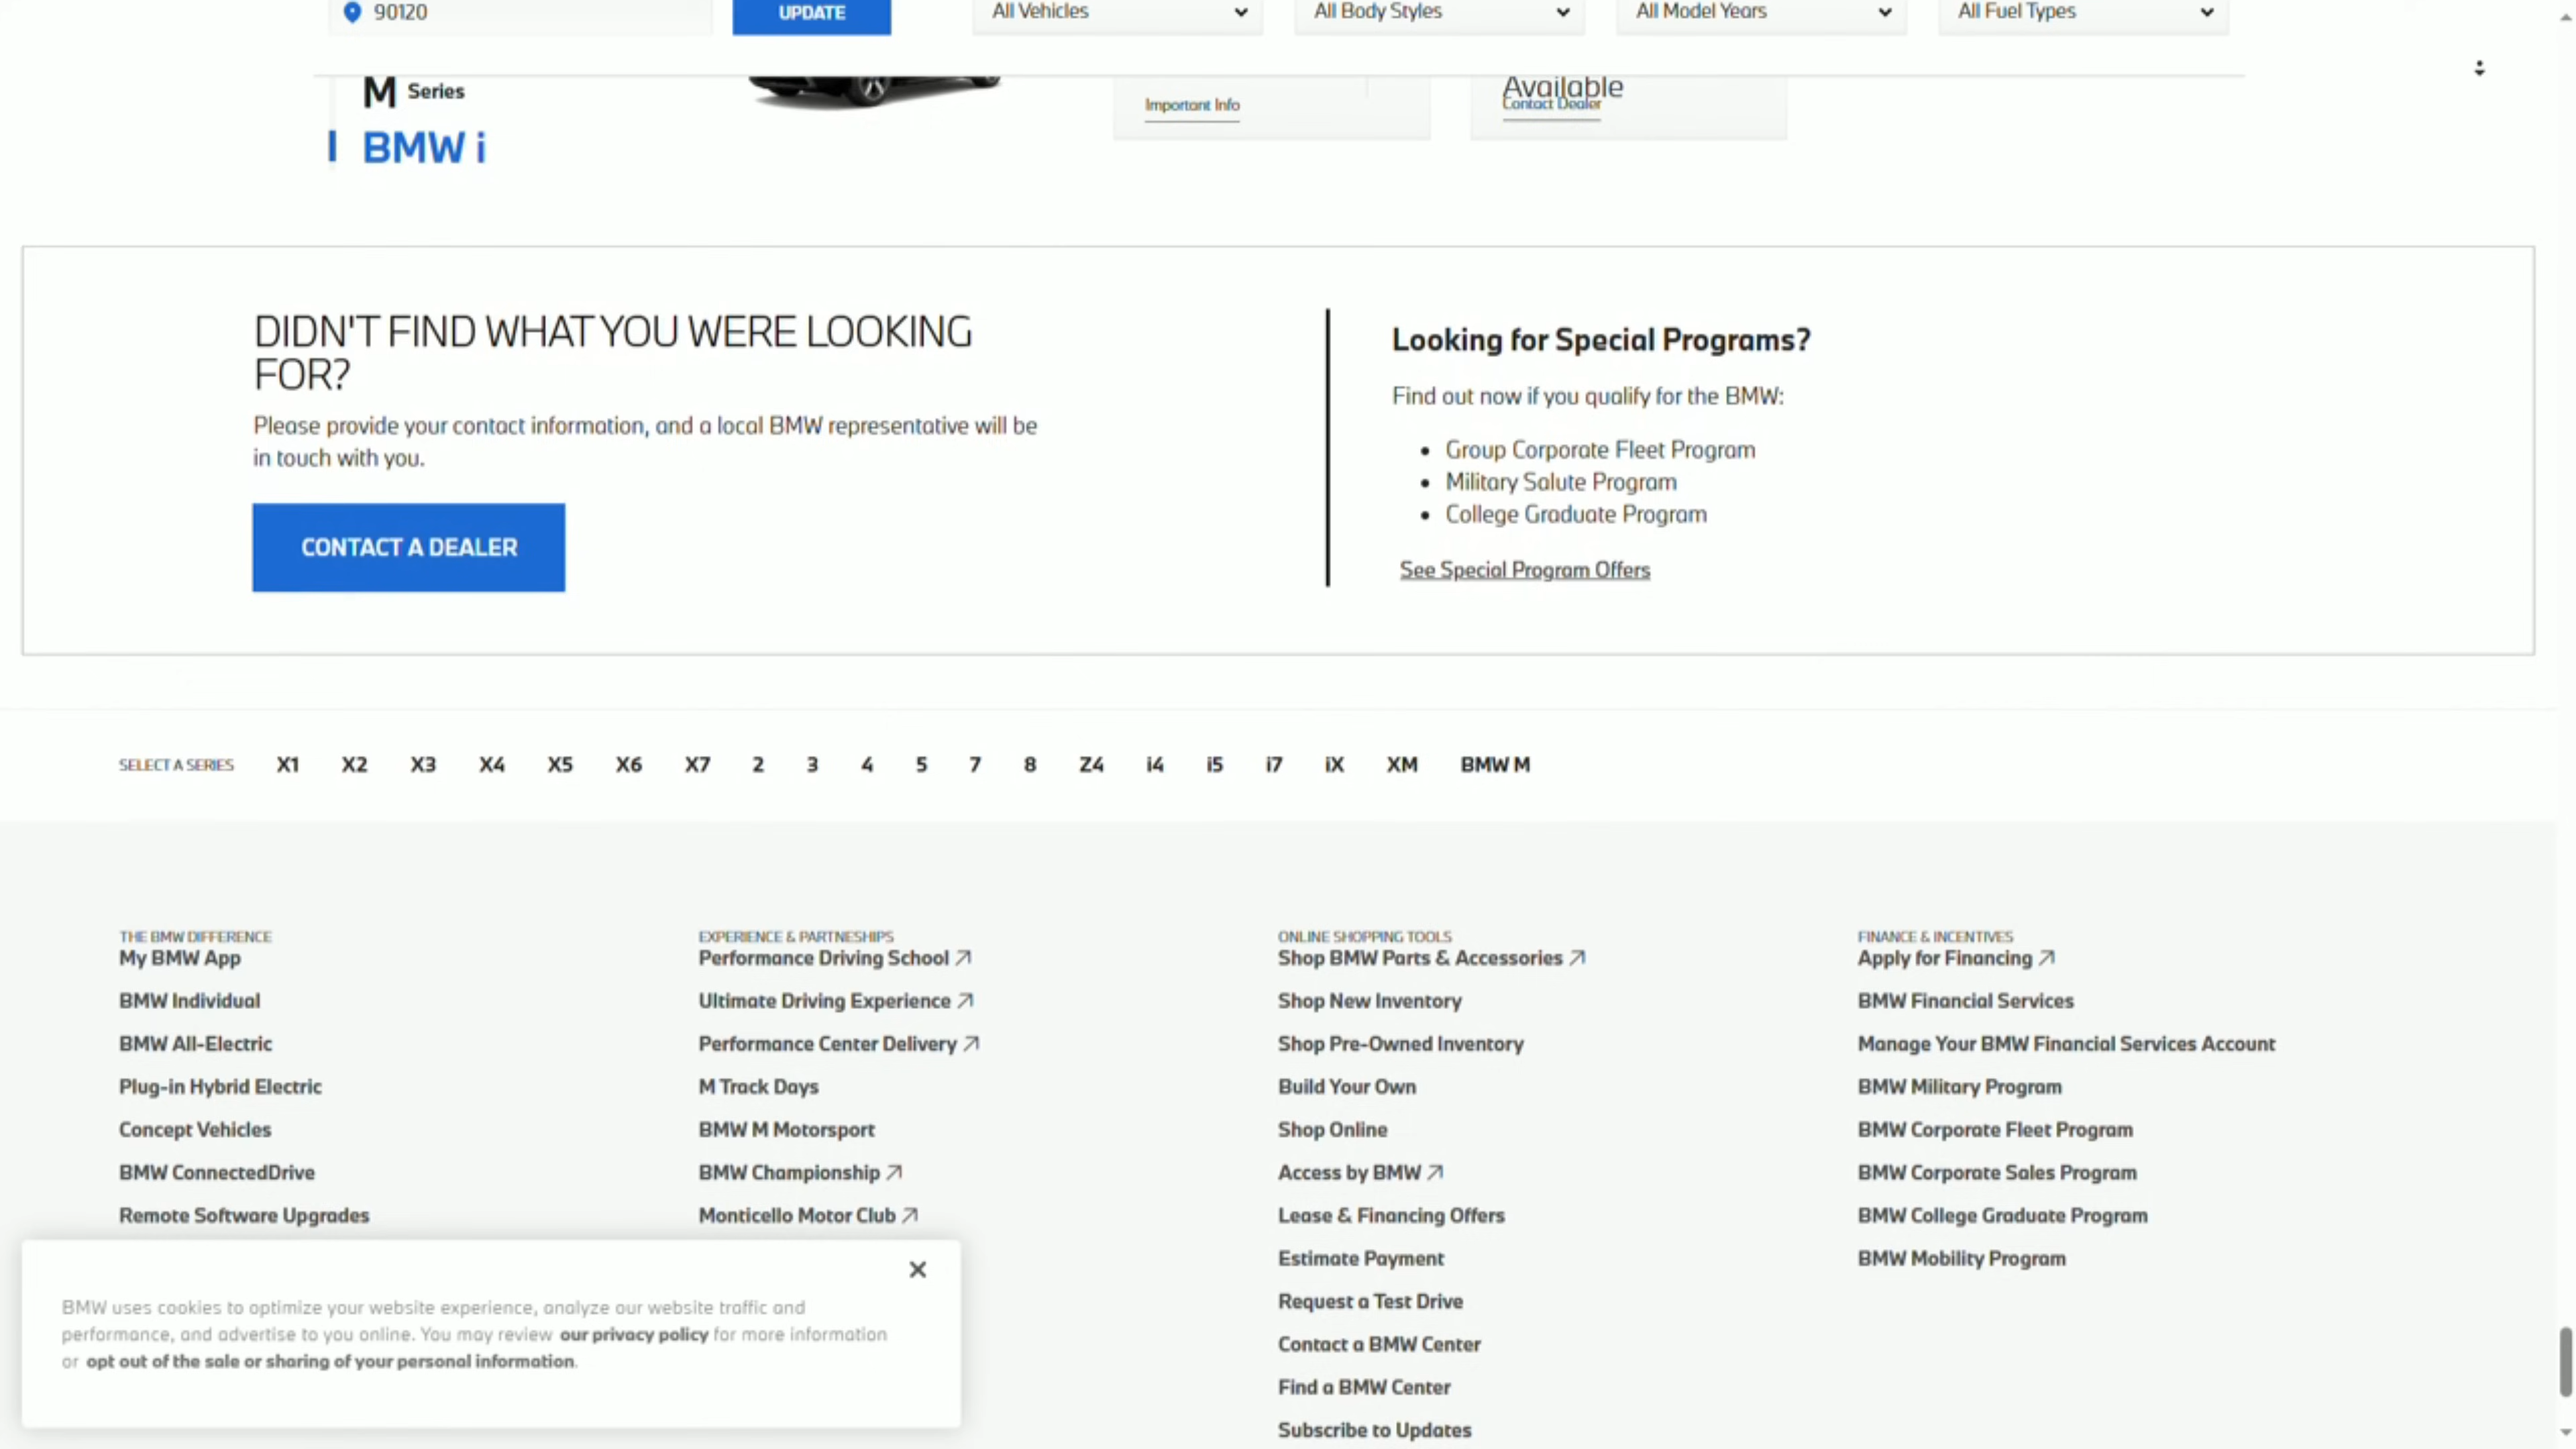 90120
UPDATE
All Vehicles
All Body Styles
All Model Years
All Fuel Types
M Series
BMW i
Important Info
Available
Contact Dealer
DIDN'T FIND WHAT YOU WERE LOOKING
FOR?
Please provide your contact information, and a local BMW representative will be
in touch with you.
CONTACT A DEALER
Looking for Special Programs?
Find out now if you qualify for the BMW:
• Group Corporate Fleet Program
• Military Salute Program
• College Graduate Program
See Special Program Offers
SELECT A SERIES X1 X2 X3 X4 X5 X6 X7 2 3 4 5 7 8 Z4 i4 i5 i7 iX XM BMW M
THE BMW DIFFERENCE
My BMW App
BMW Individual
BMW All-Electric
Plug-in Hybrid Electric
Concept Vehicles
BMW ConnectedDrive
Remote Software Upgrades
EXPERIENCE & PARTNESHIPS
Performance Driving School
Ultimate Driving Experience
Performance Center Delivery
M Track Days
BMW M Motorsport
BMW Championship
Monticello Motor Club
ONLINE SHOPPING TOOLS
Shop BMW Parts & Accessories
Shop New Inventory
Shop Pre-Owned Inventory
Build Your Own
Shop Online
Access by BMW
Lease & Financing Offers
Estimate Payment
Request a Test Drive
Contact a BMW Center
Find a BMW Center
Subscribe to Updates
FINANCE & INCENTIVES
Apply for Financing
BMW Financial Services
Manage Your BMW Financial Services Account
BMW Military Program
BMW Corporate Fleet Program
BMW Corporate Sales Program
BMW College Graduate Program
BMW Mobility Program
BMW uses cookies to optimize your website experience, analyze our website traffic and
performance, and advertise to you online. You may review our privacy policy for more information
or opt out of the sale or sharing of your personal information.